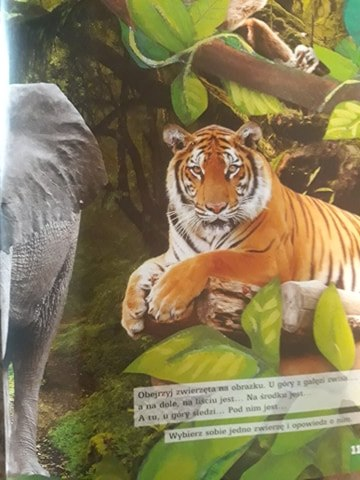 Obejrzyj zwierzęta na obrazku. U góry z gałęzi zwisa
a na dole, na liściu jest... Na środku jest
A tu, u góry siedzi... Pod nim jest...
Wybierz sobie jedno zwierzę i opowiedz o nim.